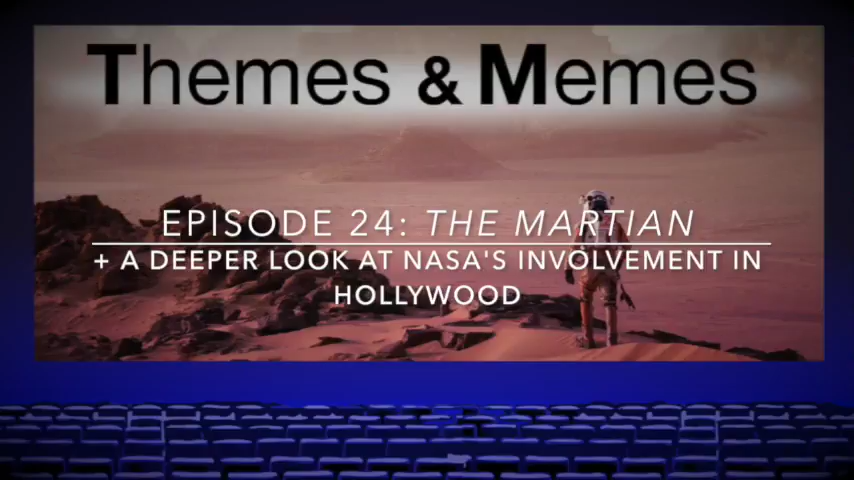 Themes & Memes
EPISODE 24: THE MARTIAN
+ A DEEPER LOOK AT NASA'S INVOLVEMENT IN
HOLLYWOOD